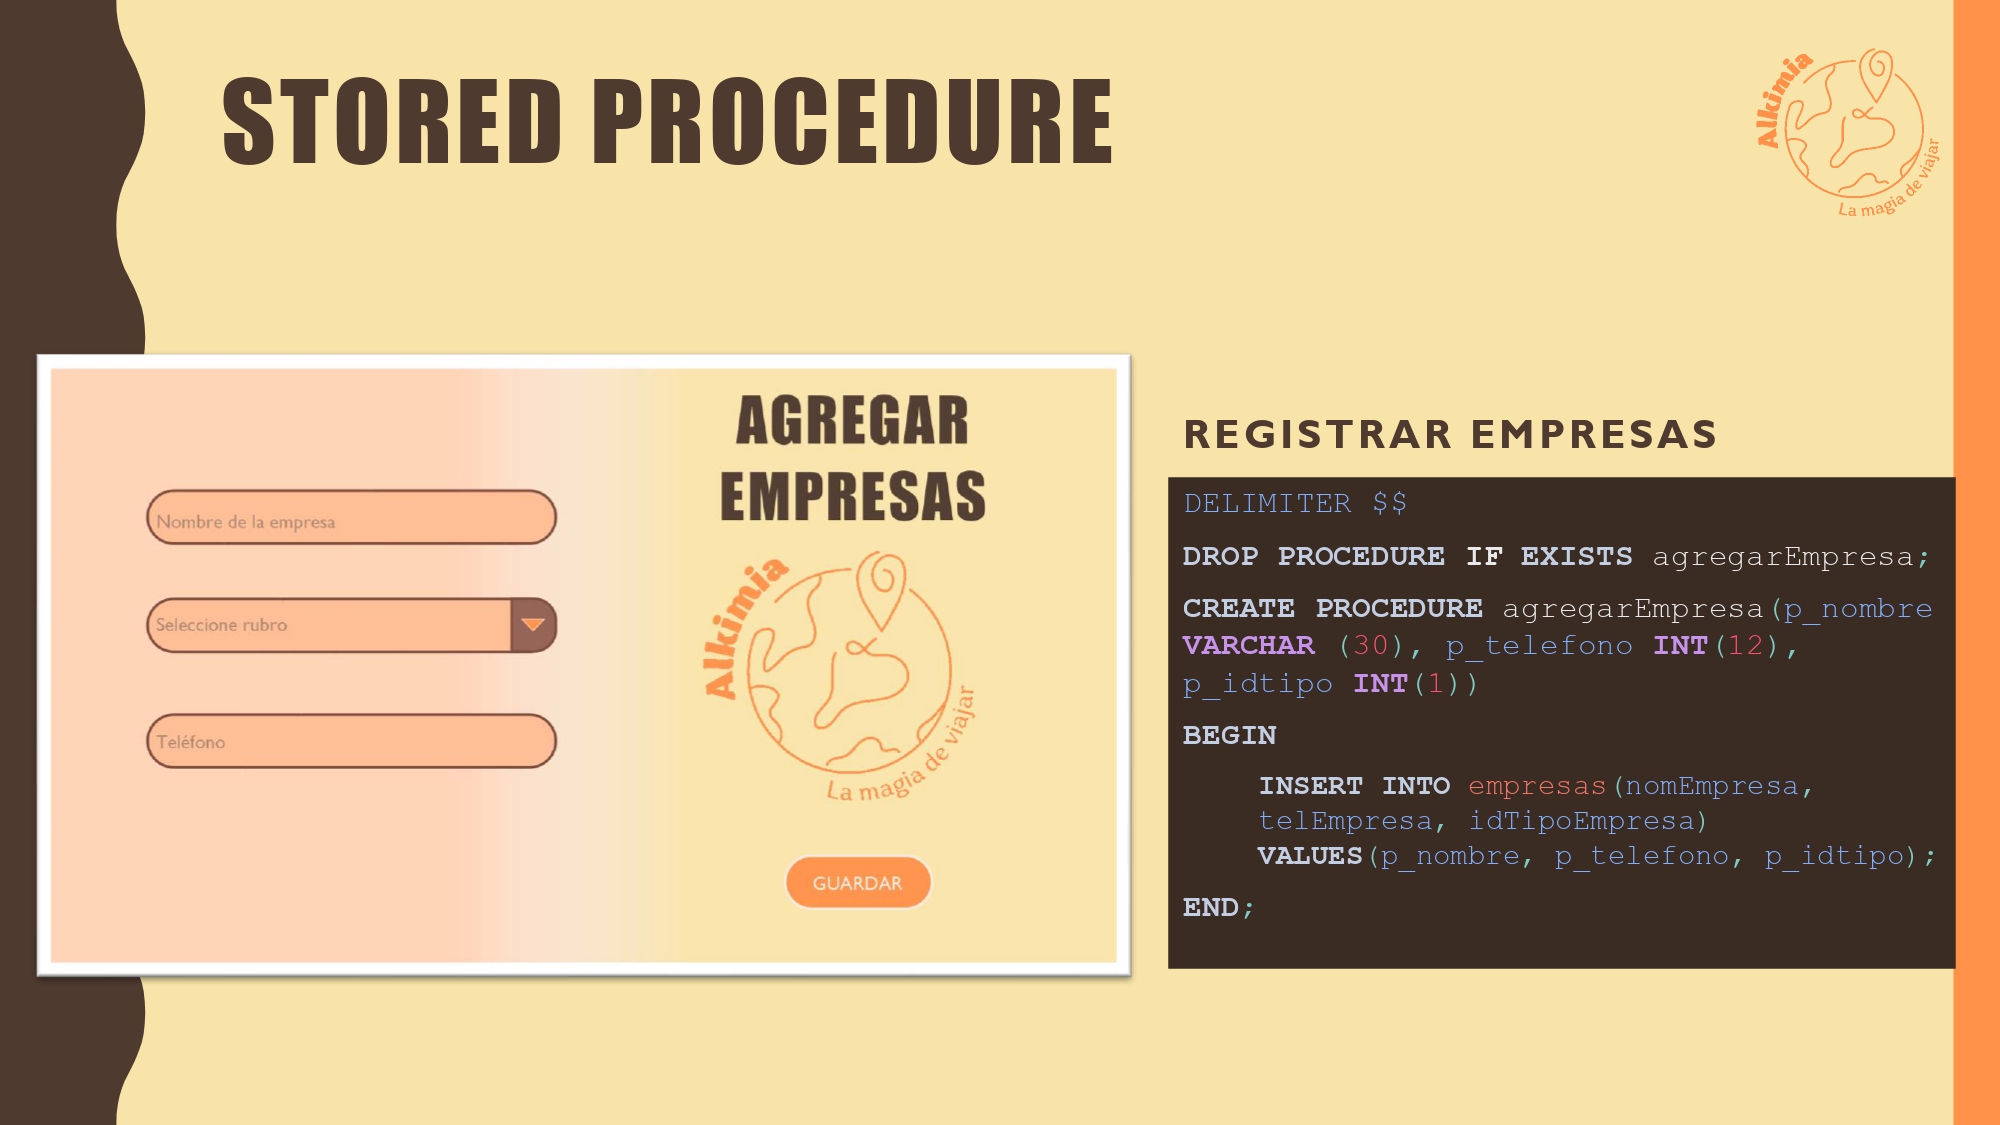 STORED PROCEDURE
Alkimia
La magia de viajar
AGREGAR
EMPRESAS
Nombre de la empresa
Seleccione rubro
Teléfono
Alkimia
La magia de viajar
GUARDAR
REGISTRAR EMPRESAS
DELIMITER $$
DROP PROCEDURE IF EXISTS agregarEmpresa;
CREATE PROCEDURE agregarEmpresa(p_nombre
VARCHAR (30), p_telefono INT(12),
p_idtipo INT(1))
BEGIN
INSERT INTO empresas(nomEmpresa,
telEmpresa, idTipoEmpresa)
VALUES(p_nombre, p_telefono, p_idtipo);
END;